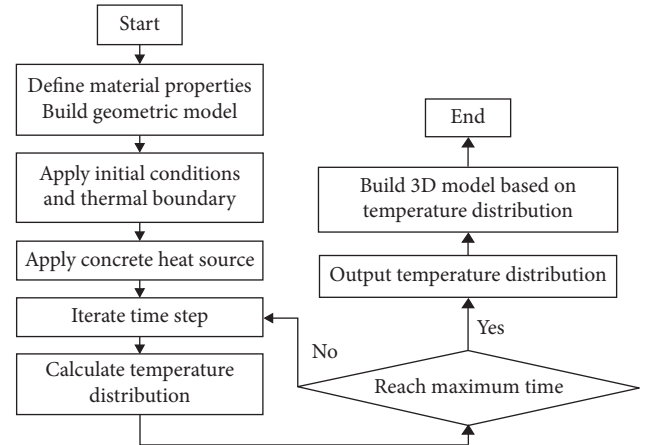 Start
Define material properties
Build geometric model
Apply initial conditions
and thermal boundary
Apply concrete heat source
Iterate time step
Calculate temperature
distribution
No
Reach maximum time
Yes
Output temperature distribution
Build 3D model based on
temperature distribution
End